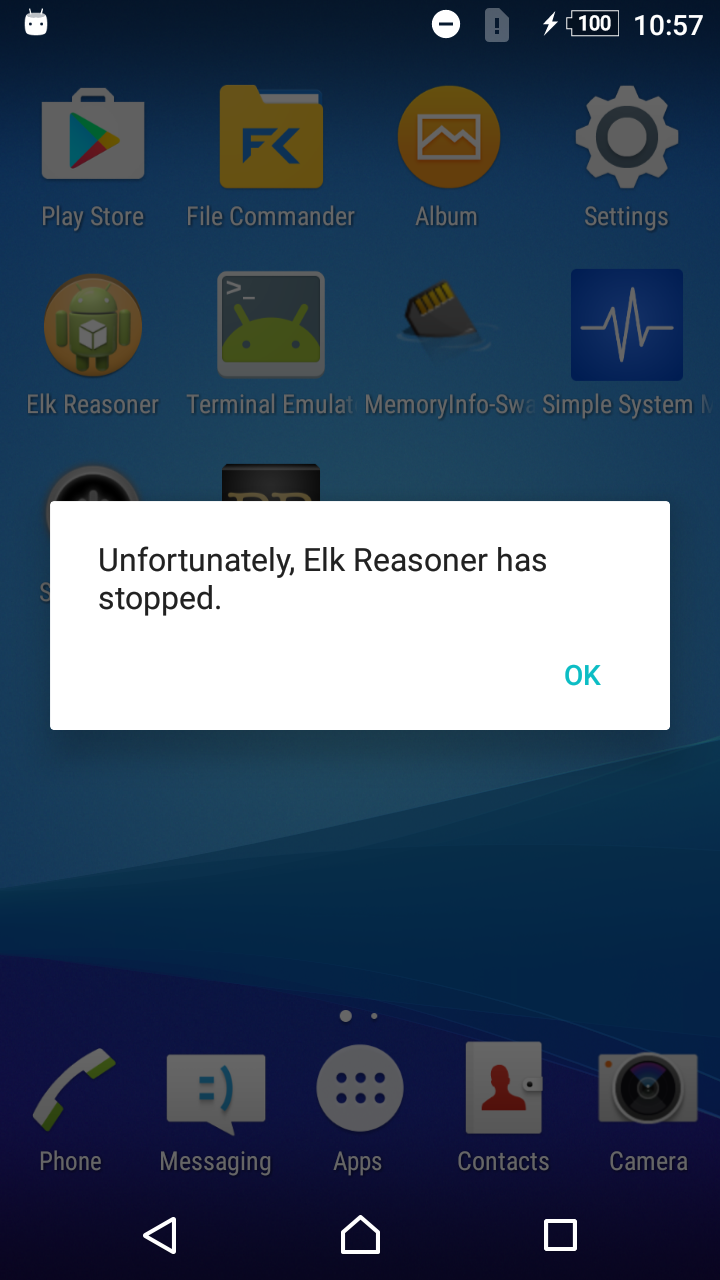 100 10:57
Play Store File Commander Album Settings
>_
Elk Reasoner Terminal Emulat MemoryInfo-Swa Simple System M
Unfortunately, Elk Reasoner has
stopped.
OK
Phone Messaging Apps Contacts Camera